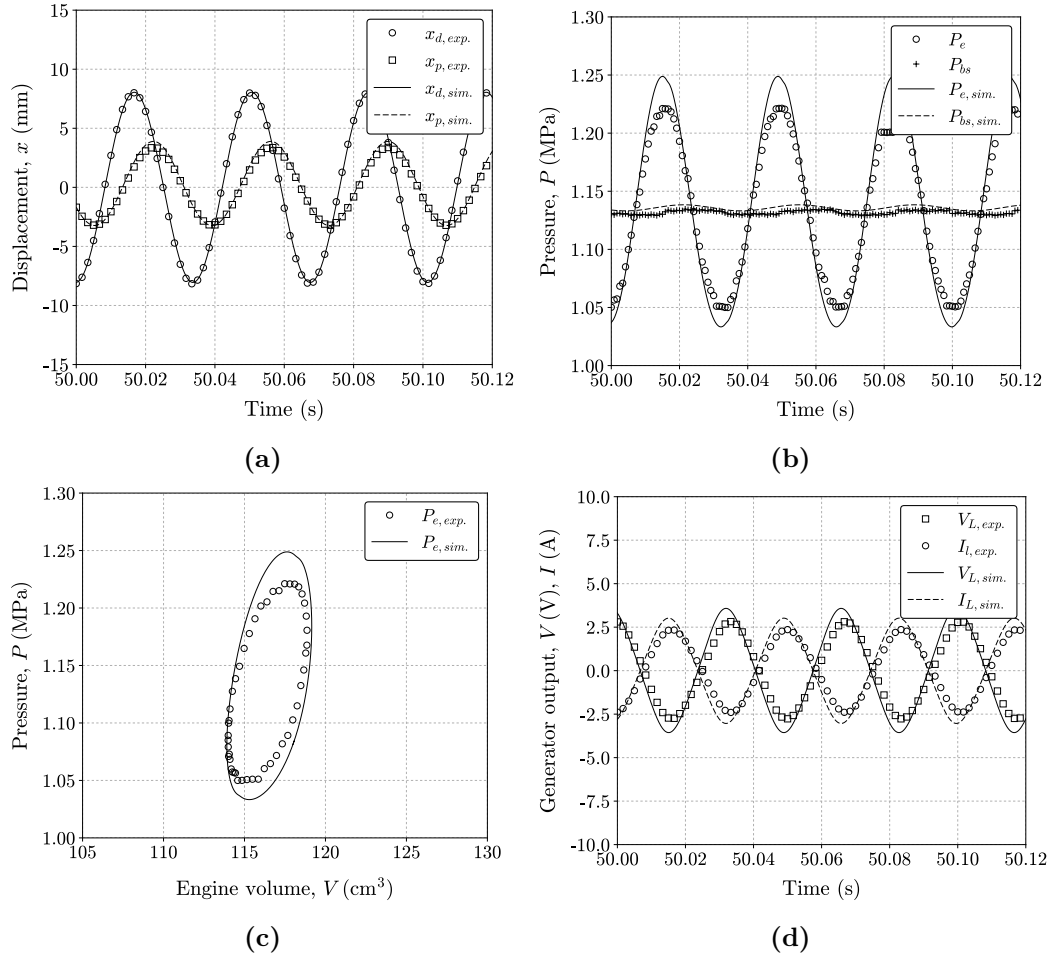 15
10
5
0
−5
−10
−15
50.00 50.02 50.04 50.06 50.08 50.10 50.12
Displacement, x (mm)
Time (s)
x_{d,exp.}
x_{p,exp.}
x_{d,sim.}
x_{p,sim.}
(a)
1.30
1.25
1.20
1.15
1.10
1.05
1.00
50.00 50.02 50.04 50.06 50.08 50.10 50.12
Pressure, P (MPa)
Time (s)
P_e
P_{bs}
P_{e,sim.}
P_{bs,sim.}
(b)
1.30
1.25
1.20
1.15
1.10
1.05
1.00
105 110 115 120 125 130
Pressure, P (MPa)
Engine volume, V (cm³)
P_{e,exp.}
P_{e,sim.}
(c)
10.0
7.5
5.0
2.5
0.0
-2.5
-5.0
-7.5
-10.0
50.00 50.02 50.04 50.06 50.08 50.10 50.12
Generator output, V (V), I (A)
Time (s)
V_{L,exp.}
I_{l,exp.}
V_{L,sim.}
I_{L,sim.}
(d)